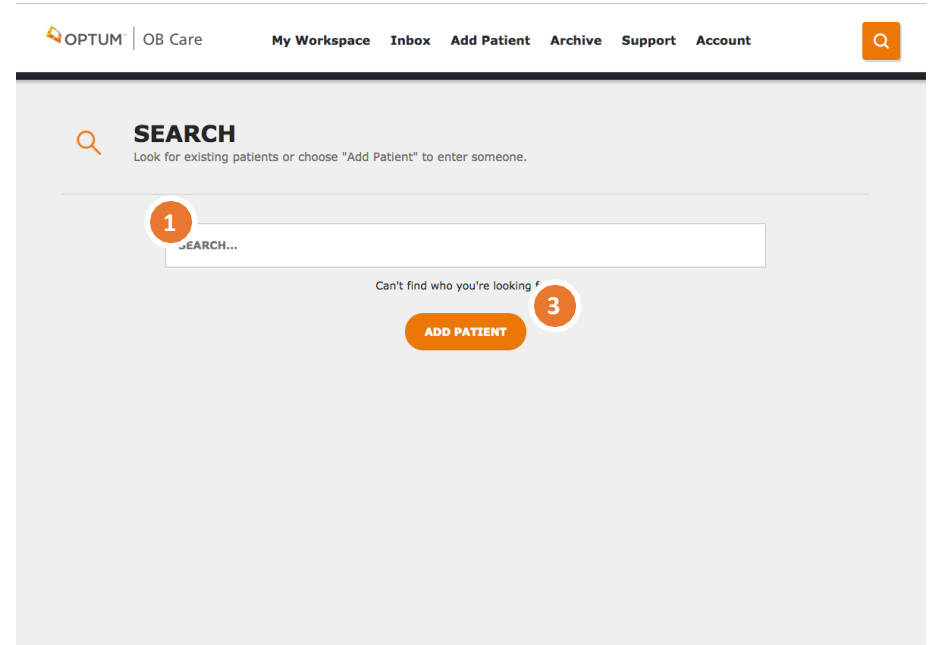 OPTUM™ OB Care My Workspace Inbox Add Patient Archive Support Account
SEARCH
Look for existing patients or choose "Add Patient" to enter someone.
1
SEARCH...
Can't find who you're looking
3
ADD PATIENT